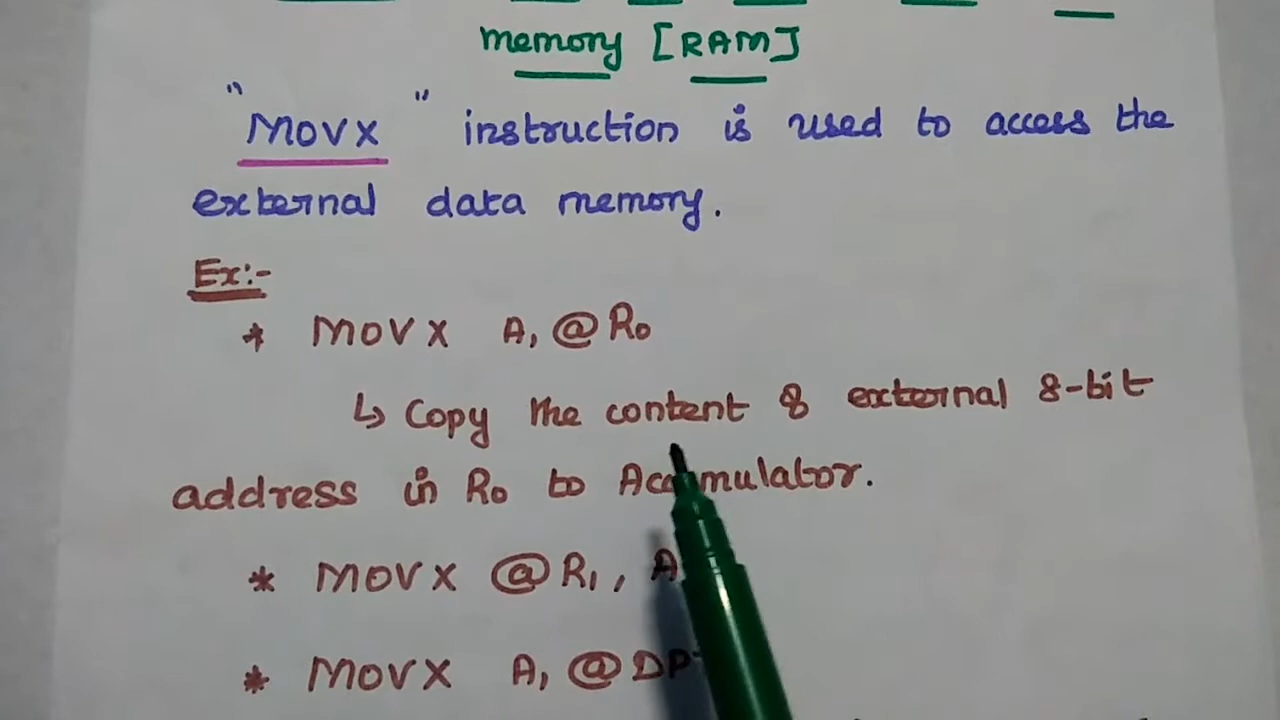 memory [RAM]
"MOVX" instruction is used to access the
external data memory.
Ex:-
* MOVX A, @R0
↳ Copy the content of external 8-bit
address in R0 to Accumulator.
* MOVX @R1, A
* MOVX A, @DP